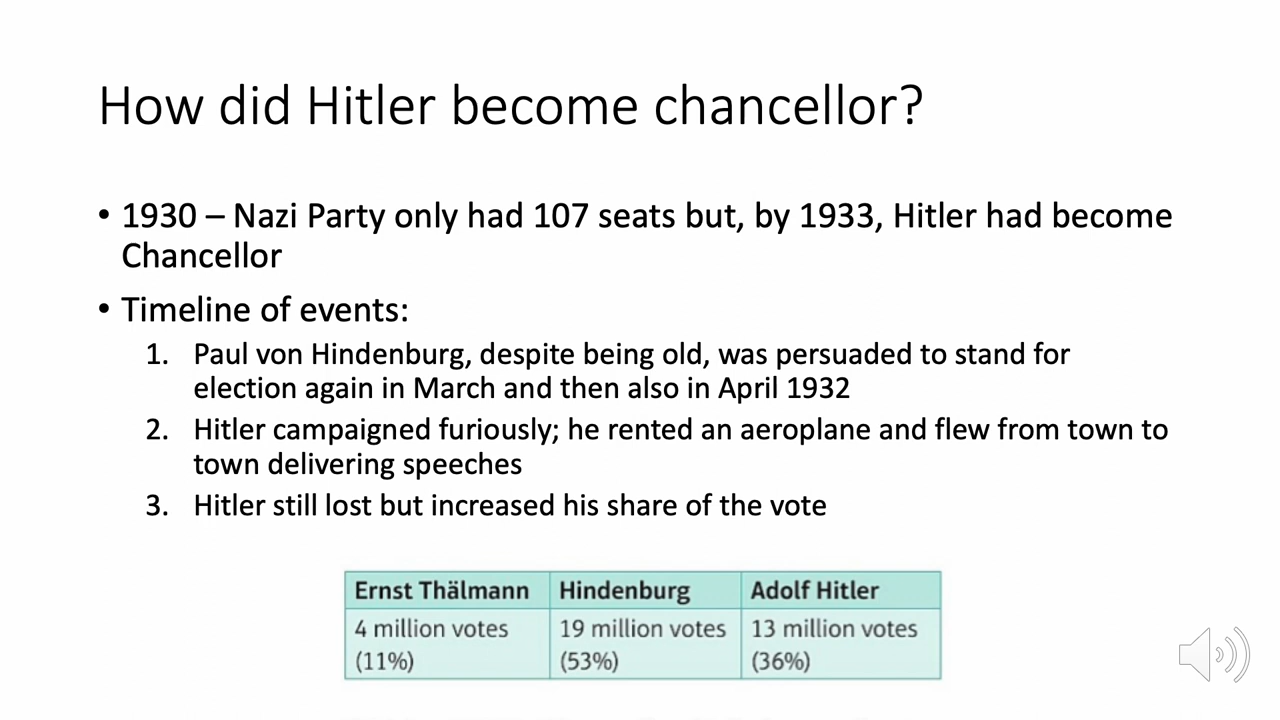 How did Hitler become chancellor?
• 1930 – Nazi Party only had 107 seats but, by 1933, Hitler had become
Chancellor
• Timeline of events:
1. Paul von Hindenburg, despite being old, was persuaded to stand for
election again in March and then also in April 1932
2. Hitler campaigned furiously; he rented an aeroplane and flew from town to
town delivering speeches
3. Hitler still lost but increased his share of the vote
Ernst Thälmann Hindenburg Adolf Hitler
4 million votes 19 million votes 13 million votes
(11%) (53%) (36%)